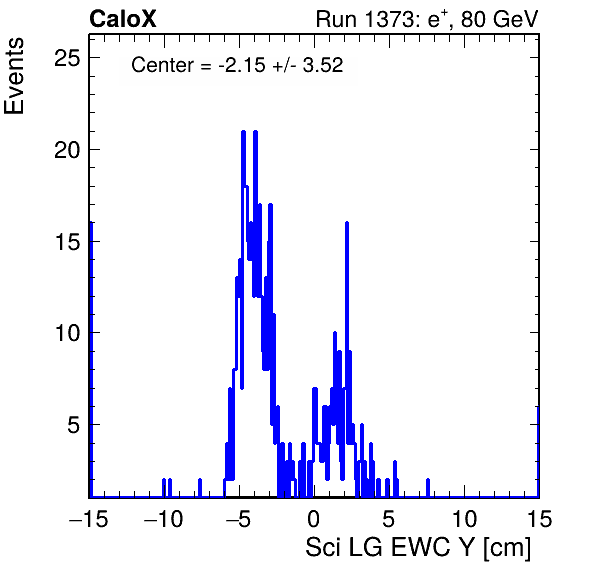 CaloX Run 1373: e⁺, 80 GeV
Events
Center = -2.15 +/- 3.52
25
20
15
10
5
−15 −10 −5 0 5 10 15
Sci LG EWC Y [cm]